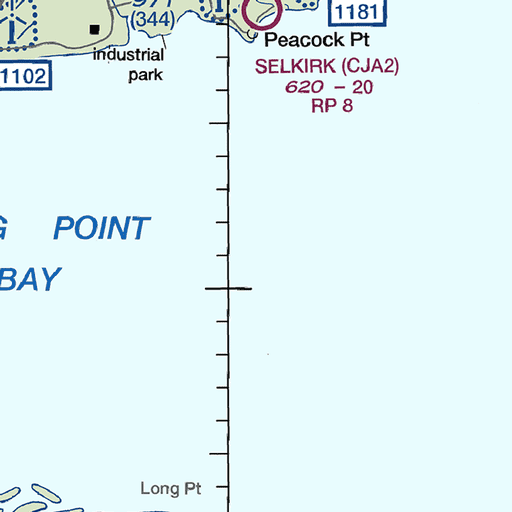 (344)
1181
Peacock Pt
industrial
park
SELKIRK (CJA2)
620 – 20
RP 8
1102
POINT
BAY
Long Pt